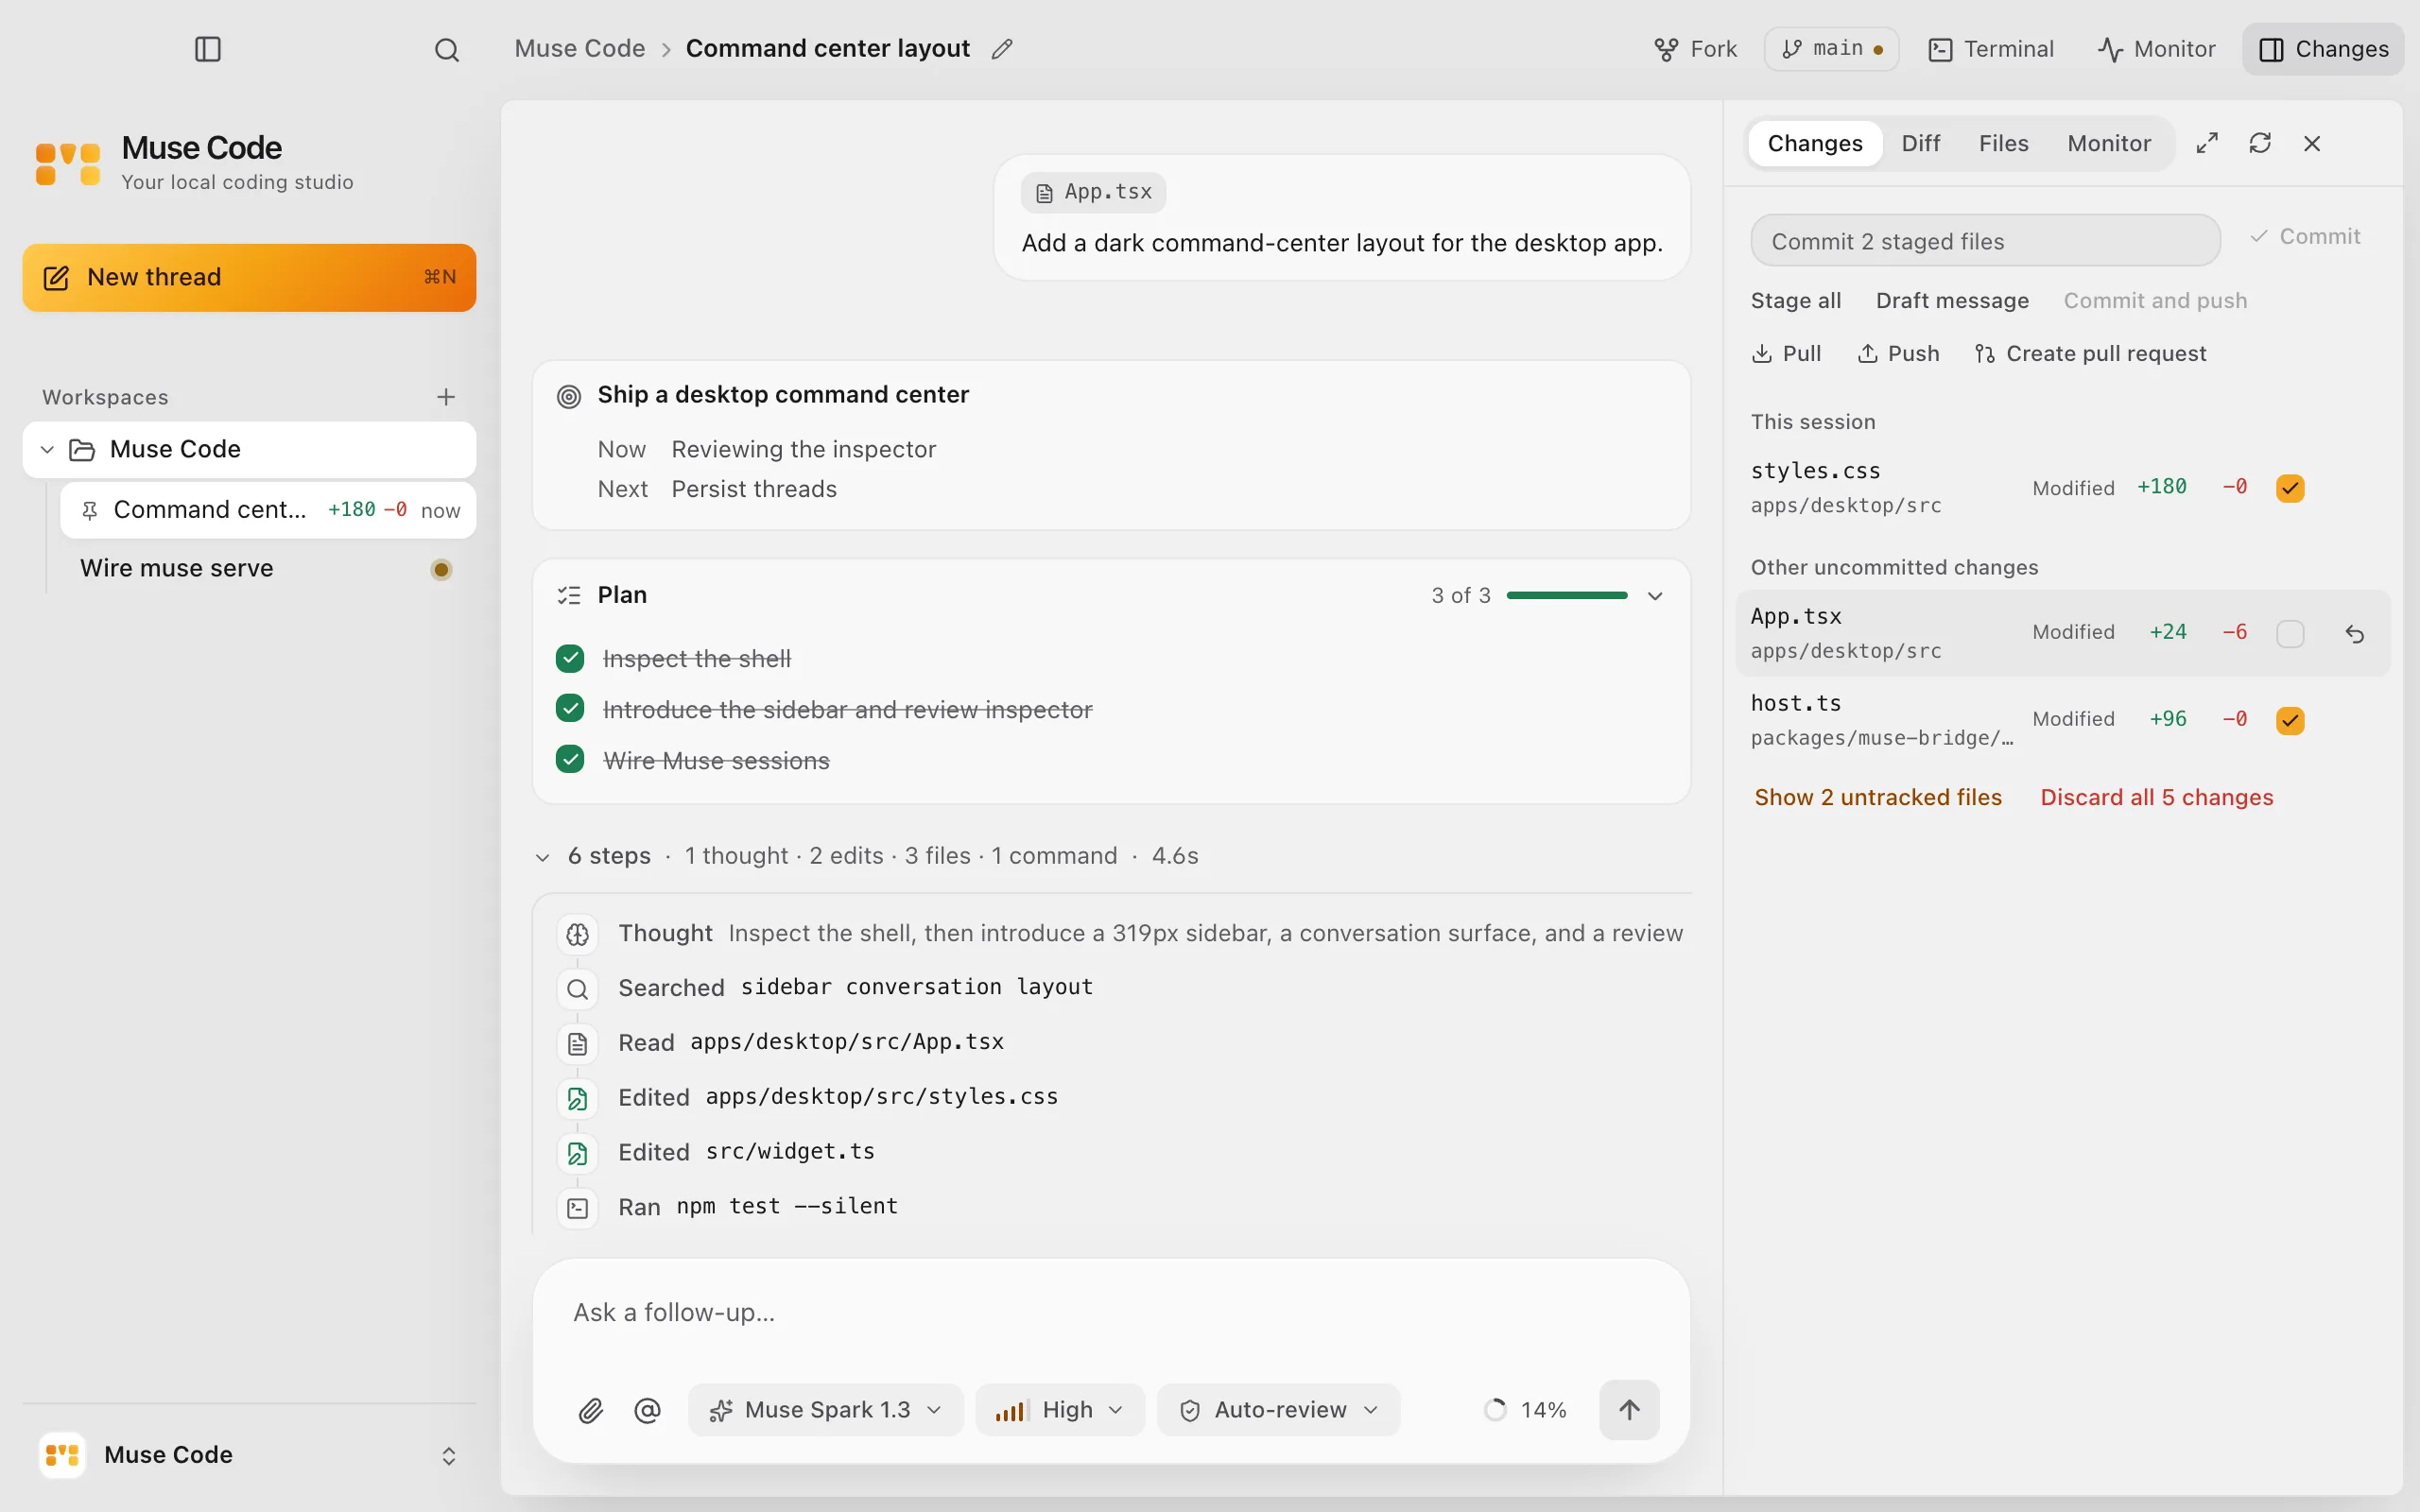 Muse Code › Command center layout
Fork
main
Terminal
Monitor
Changes
Muse Code
Your local coding studio
New thread ⌘N
Workspaces
Muse Code
Command cent... +180 −0 now
Wire muse serve
Muse Code
App.tsx
Add a dark command-center layout for the desktop app.
Ship a desktop command center
Now Reviewing the inspector
Next Persist threads
Plan 3 of 3
Inspect the shell
Introduce the sidebar and review inspector
Wire Muse sessions
6 steps · 1 thought · 2 edits · 3 files · 1 command · 4.6s
Thought Inspect the shell, then introduce a 319px sidebar, a conversation surface, and a review
Searched sidebar conversation layout
Read apps/desktop/src/App.tsx
Edited apps/desktop/src/styles.css
Edited src/widget.ts
Ran npm test --silent
Ask a follow-up...
Muse Spark 1.3
High
Auto-review
14%
Changes Diff Files Monitor
Commit 2 staged files
Commit
Stage all Draft message Commit and push
Pull Push Create pull request
This session
styles.css
apps/desktop/src
Modified +180 −0
Other uncommitted changes
App.tsx
apps/desktop/src
Modified +24 −6
host.ts
packages/muse-bridge/…
Modified +96 −0
Show 2 untracked files Discard all 5 changes